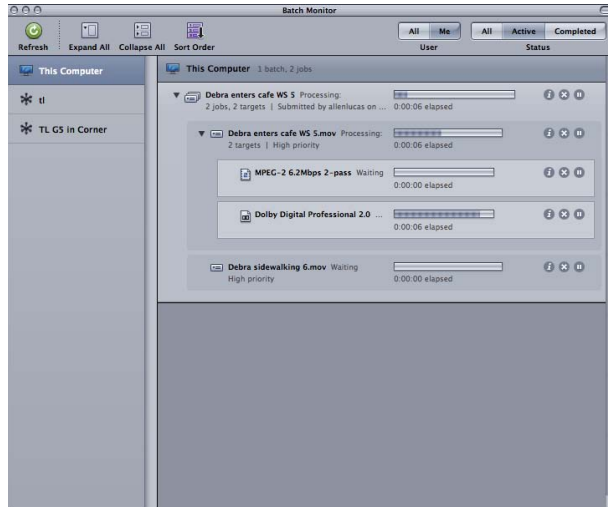 Batch Monitor
Refresh Expand All Collapse All Sort Order
All Me All Active Completed
User Status
This Computer
tl
TL G5 in Corner
This Computer 1 batch, 2 jobs
Debra enters cafe WS 5 Processing:
2 jobs, 2 targets | Submitted by allenlucas on ... 0:00:06 elapsed
Debra enters cafe WS 5.mov Processing:
2 targets | High priority 0:00:06 elapsed
MPEG-2 6.2Mbps 2-pass Waiting
0:00:00 elapsed
Dolby Digital Professional 2.0 ...
0:00:06 elapsed
Debra sidewalking 6.mov Waiting
High priority 0:00:00 elapsed